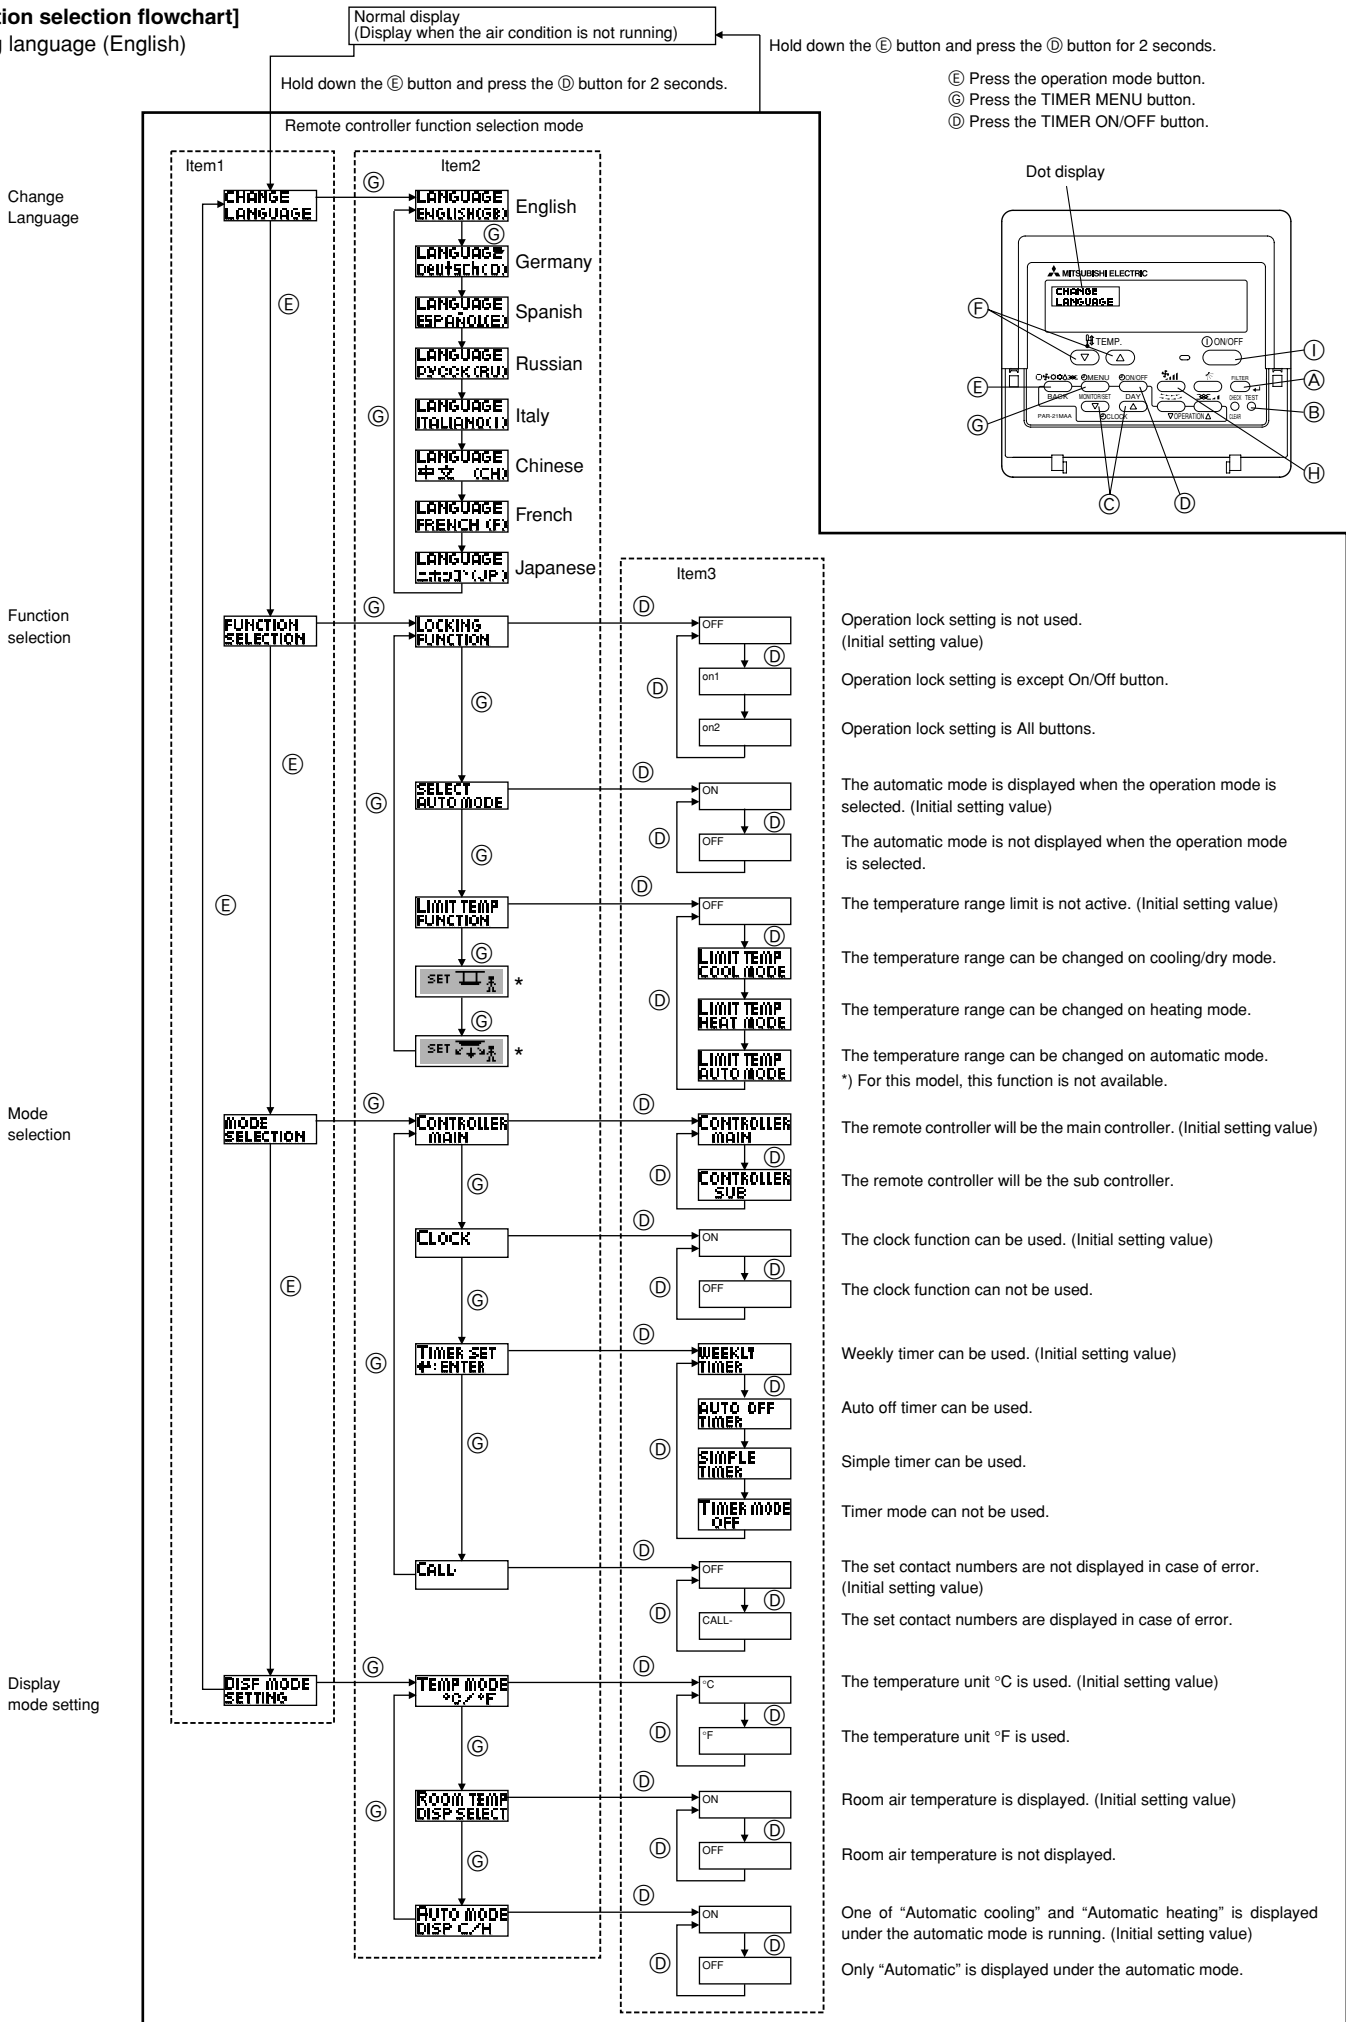 tion selection flowchart]
language (English)
Normal display
(Display when the air condition is not running)
Hold down the Ⓔ button and press the Ⓓ button for 2 seconds.
Hold down the Ⓔ button and press the Ⓓ button for 2 seconds.
Ⓔ Press the operation mode button.
Ⓖ Press the TIMER MENU button.
Ⓓ Press the TIMER ON/OFF button.
Remote controller function selection mode
Item1
Item2
Dot display
MITSUBISHI ELECTRIC
CHANGE
LANGUAGE
TEMP.
ON/OFF
MENU
ON/OFF
FILTER
BACK
MONITOR/SET
DAY
CHECK TEST
PAR-21MAA
CLOCK
OPERATION
CLEAR
Ⓕ
Ⓔ
Ⓖ
Ⓒ
Ⓓ
Ⓘ
Ⓐ
Ⓑ
Ⓗ
Change
Language
CHANGE
LANGUAGE
Ⓖ
LANGUAGE
ENGLISH(GB)
English
Ⓖ
LANGUAGE
Deutsch(D)
Germany
Ⓔ
LANGUAGE
ESPAÑOL(E)
Spanish
LANGUAGE
РУССК(RU)
Russian
Ⓖ
LANGUAGE
ITALIANO(I)
Italy
LANGUAGE
中文 (CH)
Chinese
LANGUAGE
FRENCH (F)
French
LANGUAGE
ニホンゴ(JP)
Japanese
Item3
Function
selection
FUNCTION
SELECTION
Ⓖ
LOCKING
FUNCTION
Ⓓ
OFF
Operation lock setting is not used.
(Initial setting value)
Ⓓ
Ⓓ
on1
Operation lock setting is except On/Off button.
Ⓖ
on2
Operation lock setting is All buttons.
Ⓔ
Ⓖ
SELECT
AUTO MODE
Ⓓ
ON
The automatic mode is displayed when the operation mode is
selected. (Initial setting value)
Ⓓ
Ⓓ
OFF
The automatic mode is not displayed when the operation mode
is selected.
Ⓖ
Ⓔ
LIMIT TEMP
FUNCTION
Ⓓ
OFF
The temperature range limit is not active. (Initial setting value)
Ⓖ
Ⓓ
LIMIT TEMP
COOL MODE
The temperature range can be changed on cooling/dry mode.
SET
*
Ⓓ
Ⓖ
LIMIT TEMP
HEAT MODE
The temperature range can be changed on heating mode.
SET
*
LIMIT TEMP
AUTO MODE
The temperature range can be changed on automatic mode.
*) For this model, this function is not available.
Mode
selection
MODE
SELECTION
Ⓖ
CONTROLLER
MAIN
Ⓓ
CONTROLLER
MAIN
The remote controller will be the main controller. (Initial setting value)
Ⓓ
Ⓓ
Ⓖ
CONTROLLER
SUB
The remote controller will be the sub controller.
CLOCK
Ⓓ
ON
The clock function can be used. (Initial setting value)
Ⓓ
Ⓓ
Ⓔ
Ⓖ
OFF
The clock function can not be used.
Ⓖ
TIMER SET
↵:ENTER
Ⓓ
WEEKLY
TIMER
Weekly timer can be used. (Initial setting value)
Ⓓ
AUTO OFF
TIMER
Auto off timer can be used.
Ⓖ
Ⓓ
SIMPLE
TIMER
Simple timer can be used.
TIMER MODE
OFF
Timer mode can not be used.
CALL-
Ⓓ
OFF
The set contact numbers are not displayed in case of error.
(Initial setting value)
Ⓓ
Ⓓ
CALL-
The set contact numbers are displayed in case of error.
Display
mode setting
DISP MODE
SETTING
Ⓖ
TEMP MODE
°C/°F
Ⓓ
°C
The temperature unit °C is used. (Initial setting value)
Ⓓ
Ⓓ
Ⓖ
°F
The temperature unit °F is used.
Ⓖ
ROOM TEMP
DISP SELECT
Ⓓ
ON
Room air temperature is displayed. (Initial setting value)
Ⓓ
Ⓓ
Ⓖ
OFF
Room air temperature is not displayed.
AUTO MODE
DISP C/H
Ⓓ
ON
One of “Automatic cooling” and “Automatic heating” is displayed
under the automatic mode is running. (Initial setting value)
Ⓓ
Ⓓ
OFF
Only “Automatic” is displayed under the automatic mode.